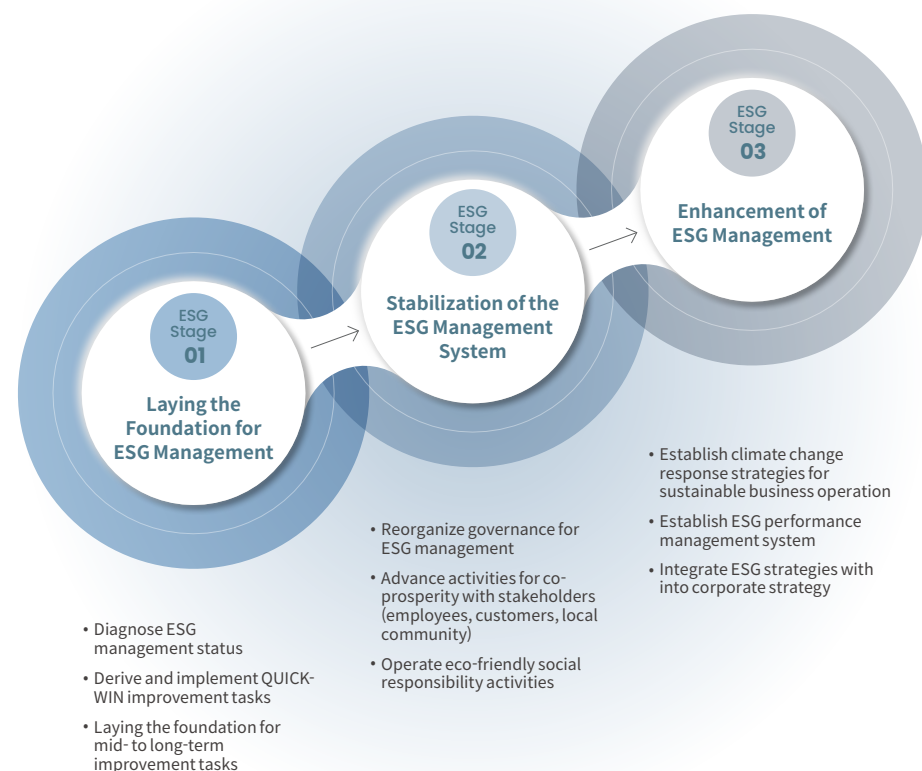 ESG
Stage
01
Laying the
Foundation for
ESG Management
• Diagnose ESG
management status
• Derive and implement QUICK-
WIN improvement tasks
• Laying the foundation for
mid- to long-term
improvement tasks
ESG
Stage
02
Stabilization of the
ESG Management
System
• Reorganize governance for
ESG management
• Advance activities for co-
prosperity with stakeholders
(employees, customers, local
community)
• Operate eco-friendly social
responsibility activities
ESG
Stage
03
Enhancement of
ESG Management
• Establish climate change
response strategies for
sustainable business operation
• Establish ESG performance
management system
• Integrate ESG strategies with
into corporate strategy